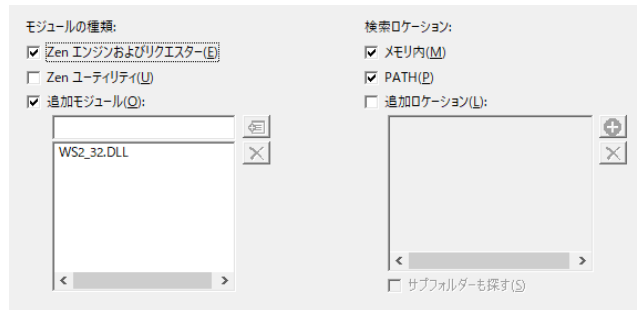 モジュールの種類:
Zen エンジンおよびリクエスター(E)
Zen ユーティリティ(U)
追加モジュール(O):
WS2_32.DLL
検索ロケーション:
メモリ内(M)
PATH(P)
追加ロケーション(L):
サブフォルダーも探す(S)